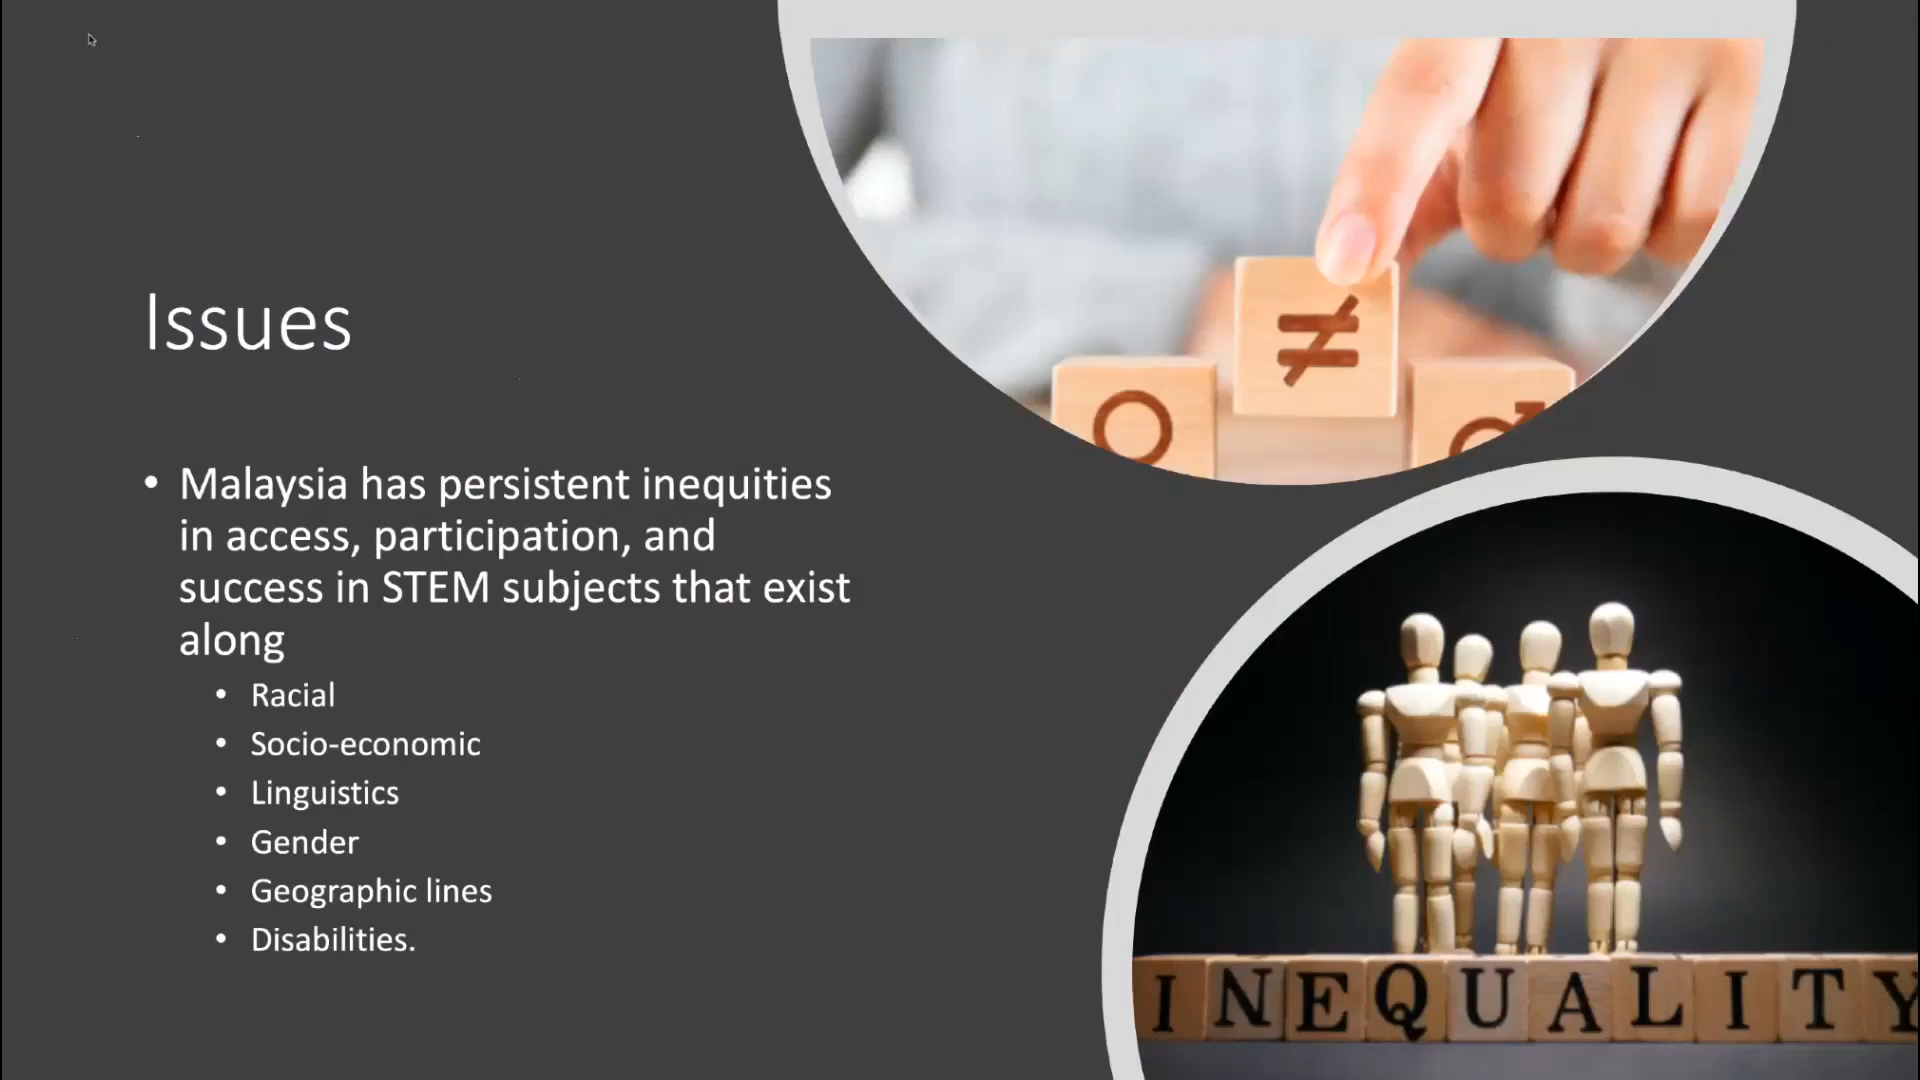 ≠
Issues
• Malaysia has persistent inequities
in access, participation, and
success in STEM subjects that exist
along
• Racial
• Socio-economic
• Linguistics
• Gender
• Geographic lines
• Disabilities.
INEQUALITY